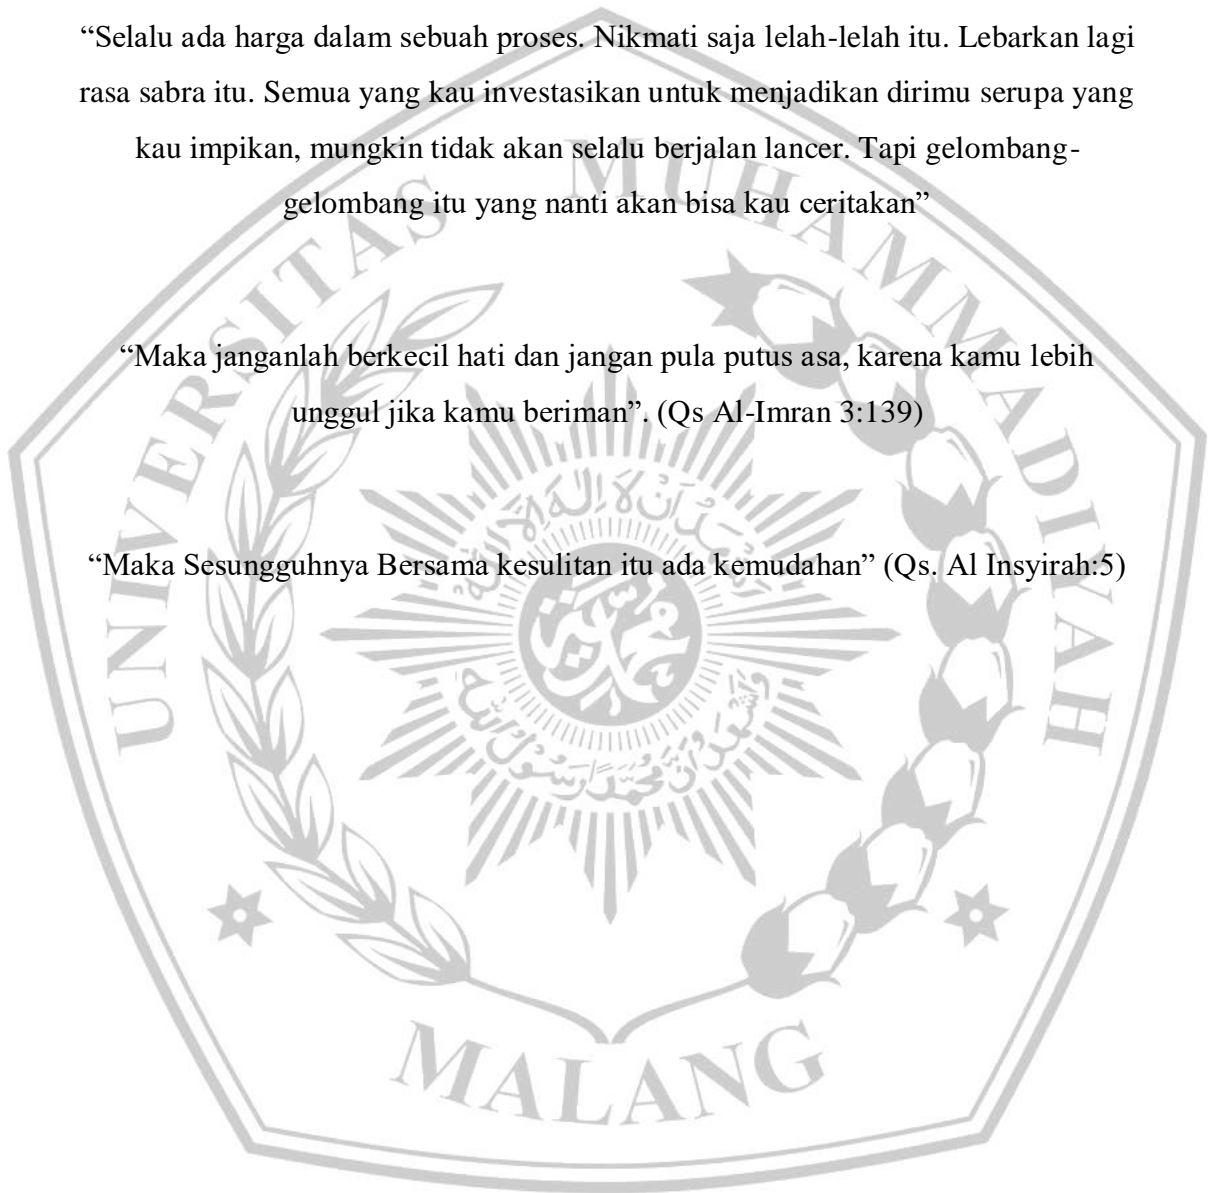 “Selalu ada harga dalam sebuah proses. Nikmati saja lelah-lelah itu. Lebarkan lagi
rasa sabra itu. Semua yang kau investasikan untuk menjadikan dirimu serupa yang
kau impikan, mungkin tidak akan selalu berjalan lancer. Tapi gelombang-
gelombang itu yang nanti akan bisa kau ceritakan”
“Maka janganlah berkecil hati dan jangan pula putus asa, karena kamu lebih
unggul jika kamu beriman”. (Qs Al-Imran 3:139)
“Maka Sesungguhnya Bersama kesulitan itu ada kemudahan” (Qs. Al Insyirah:5)
UNIVERSITAS MUHAMMADIYAH
MALANG